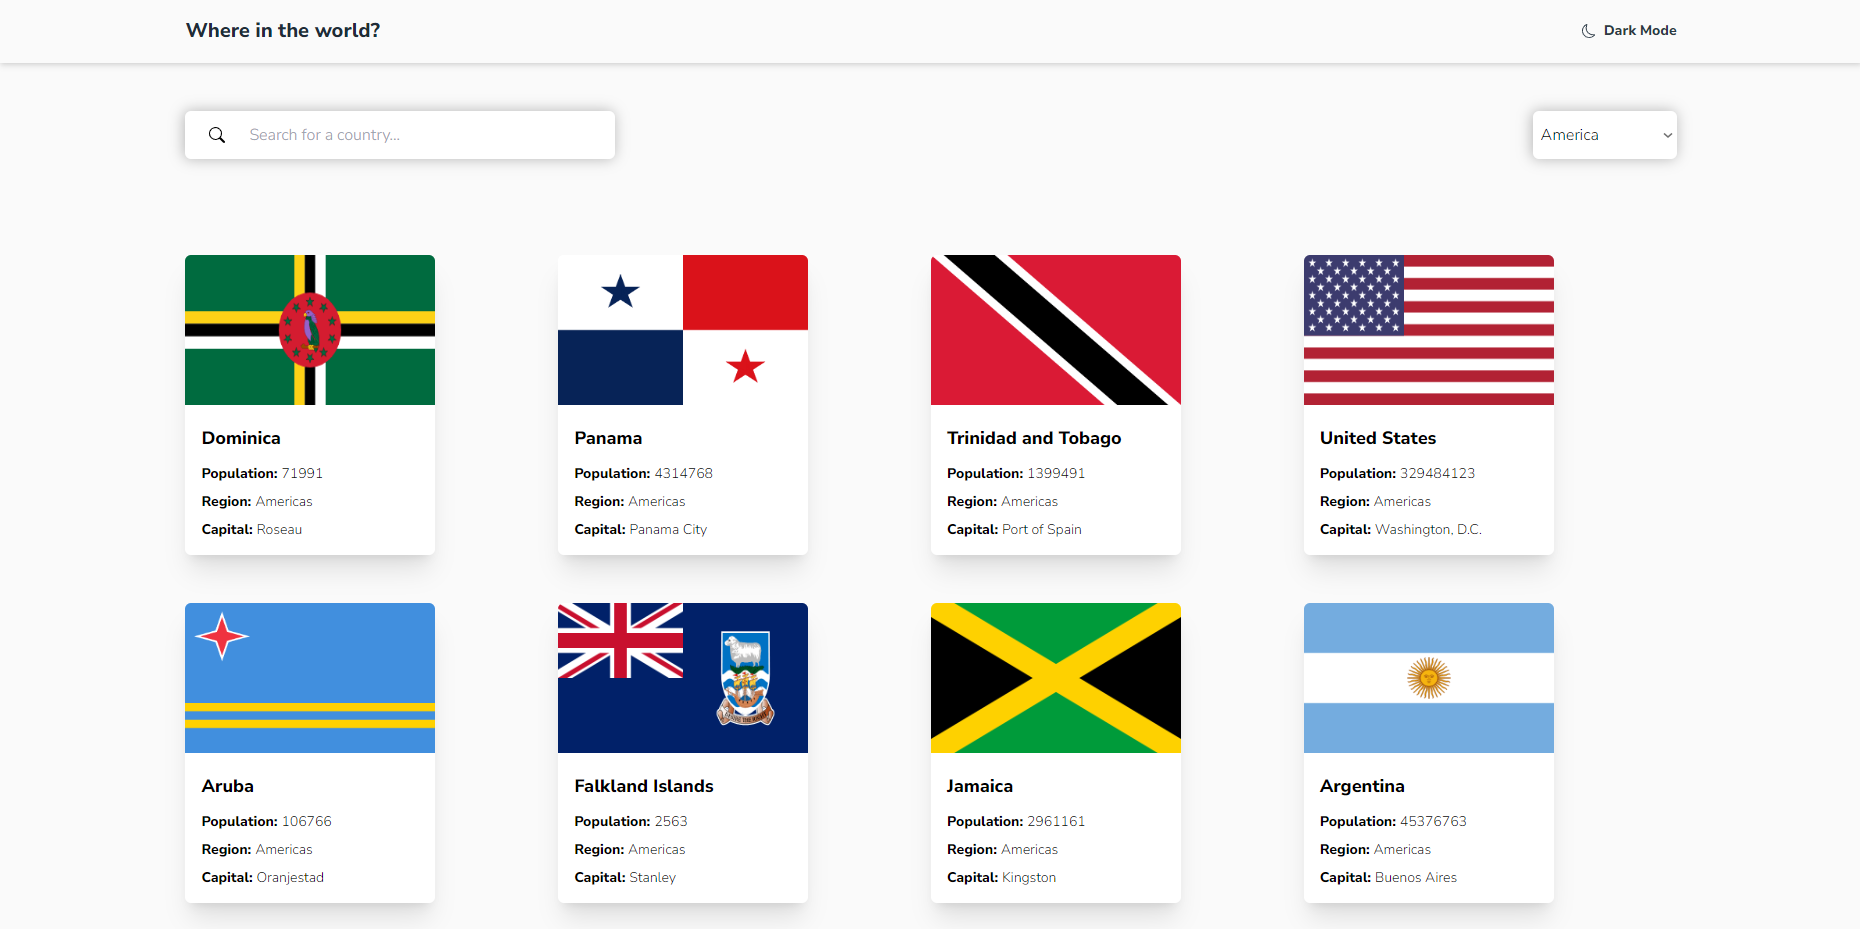 Where in the world?
Dark Mode
Search for a country...
America
Dominica
Population: 71991
Region: Americas
Capital: Roseau
Panama
Population: 4314768
Region: Americas
Capital: Panama City
Trinidad and Tobago
Population: 1399491
Region: Americas
Capital: Port of Spain
United States
Population: 329484123
Region: Americas
Capital: Washington, D.C.
Aruba
Population: 106766
Region: Americas
Capital: Oranjestad
Falkland Islands
Population: 2563
Region: Americas
Capital: Stanley
Jamaica
Population: 2961161
Region: Americas
Capital: Kingston
Argentina
Population: 45376763
Region: Americas
Capital: Buenos Aires